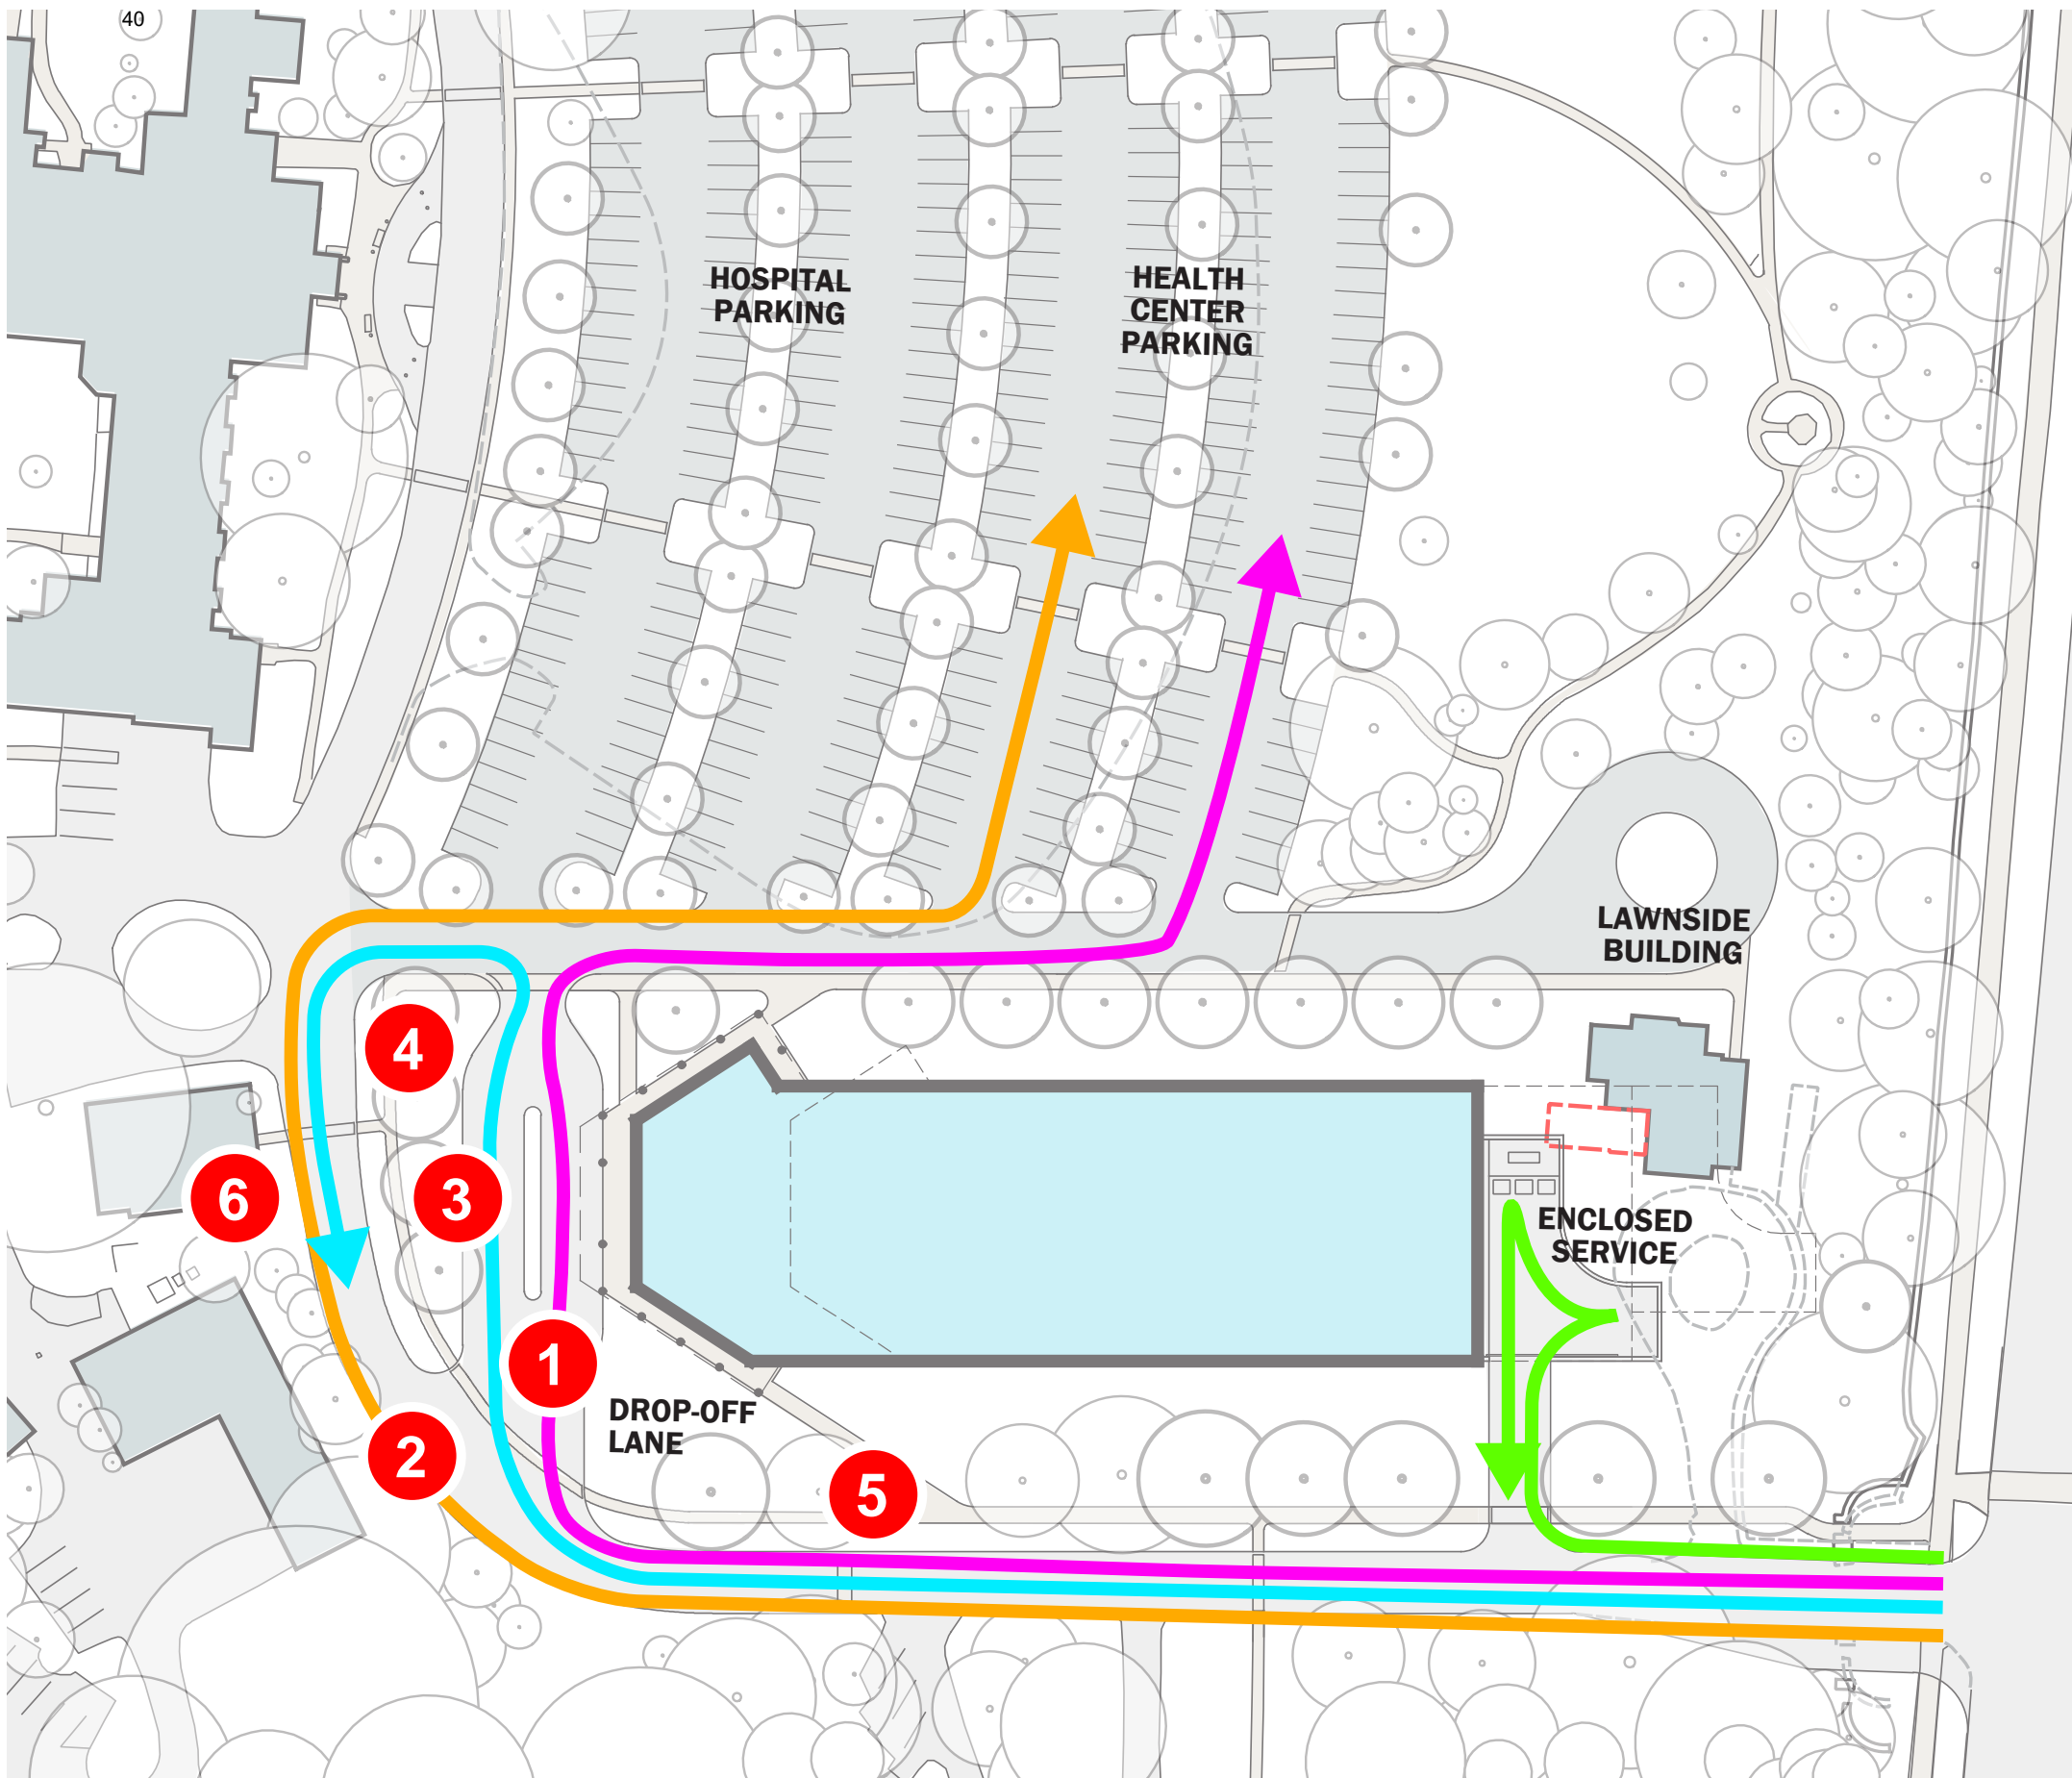 40
HOSPITAL
PARKING
HEALTH
CENTER
PARKING
LAWNSIDE
BUILDING
4
6
3
ENCLOSED
SERVICE
1
DROP-OFF
LANE
2
5